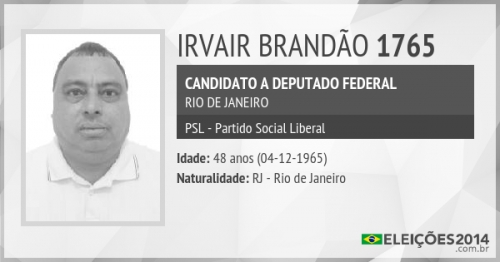 IRVAIR BRANDÃO 1765
CANDIDATO A DEPUTADO FEDERAL
RIO DE JANEIRO
PSL - Partido Social Liberal
Idade: 48 anos (04-12-1965)
Naturalidade: RJ - Rio de Janeiro
ELEIÇÕES2014
.com.br